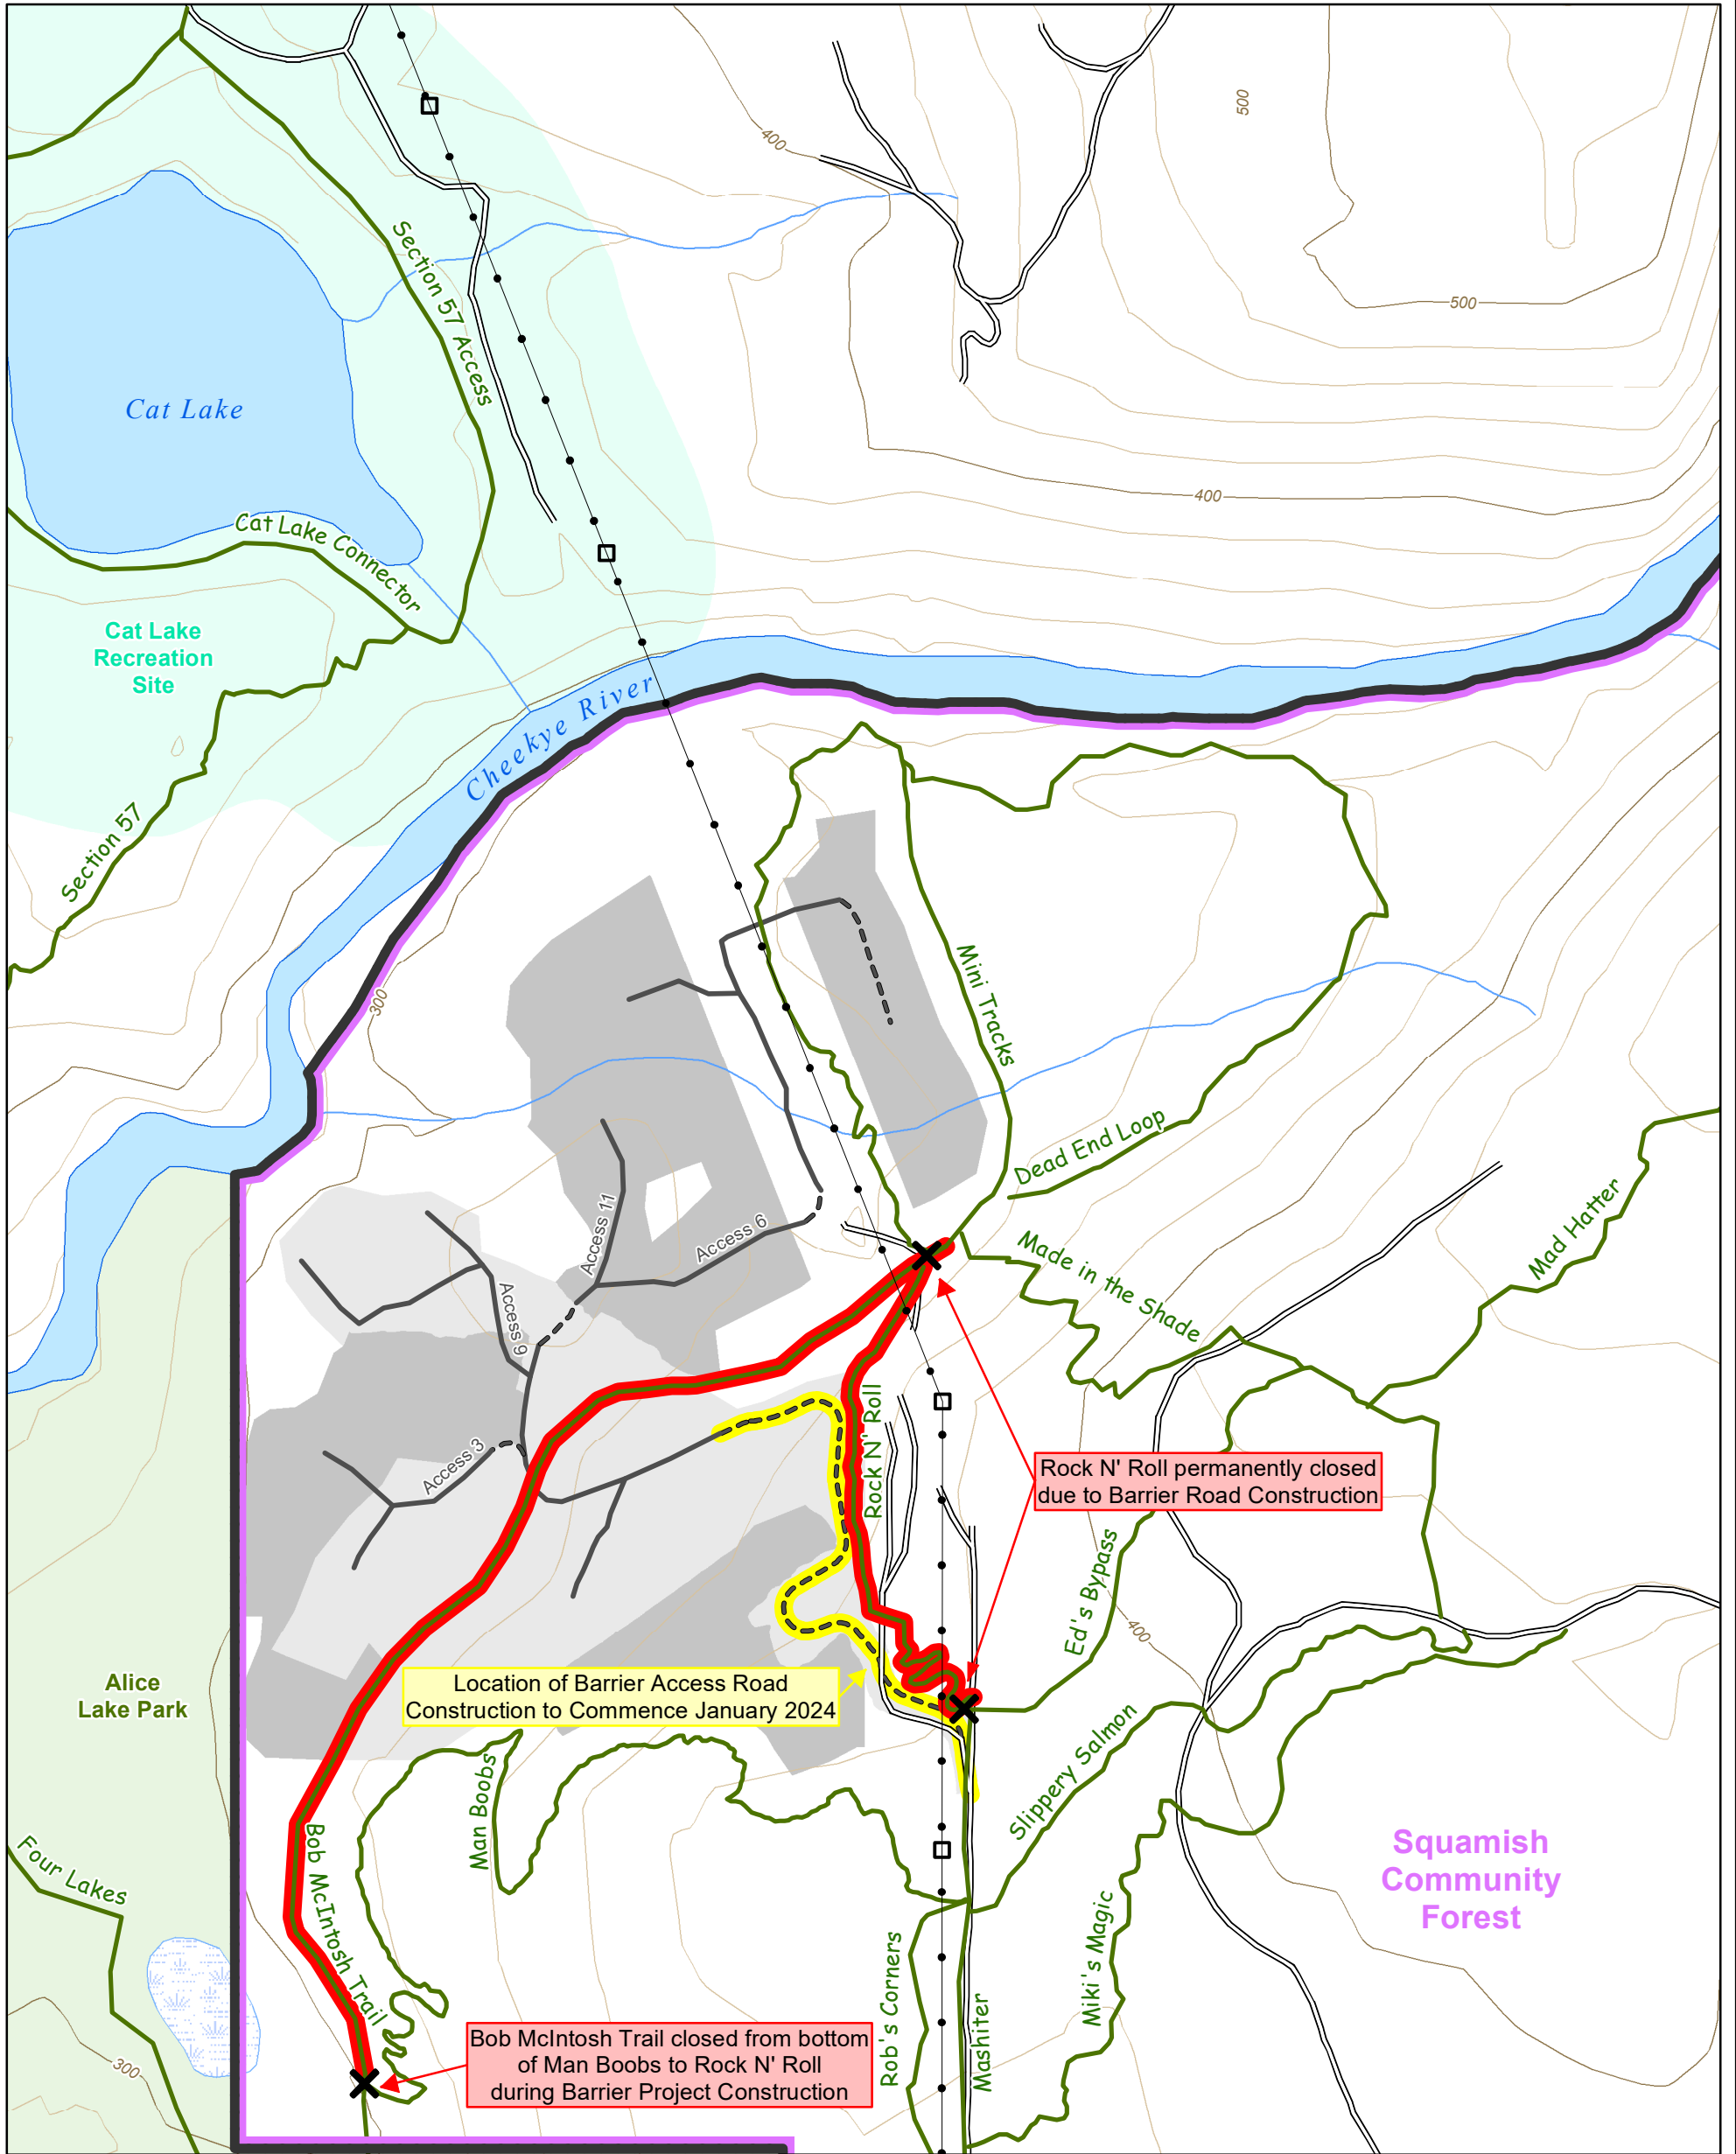 500
400
Section 57 Access
500
Cat Lake
400
Cat Lake Connector
Cat Lake
Recreation
Site
Cheekye River
Section 57
300
Mini Tracks
Dead End Loop
Access 11
Access 6
Mad Hatter
Made in the Shade
Access 9
Rock N' Roll
Access 3
Rock N' Roll permanently closed
due to Barrier Road Construction
Ed's Bypass
400
Alice
Lake Park
Location of Barrier Access Road
Construction to Commence January 2024
Slippery Salmon
Man Boobs
Bob McIntosh Trail
Four Lakes
Squamish
Community
Forest
Miki's Magic
Rob's Corners
Mashiter
Bob McIntosh Trail closed from bottom
of Man Boobs to Rock N' Roll
during Barrier Project Construction
300